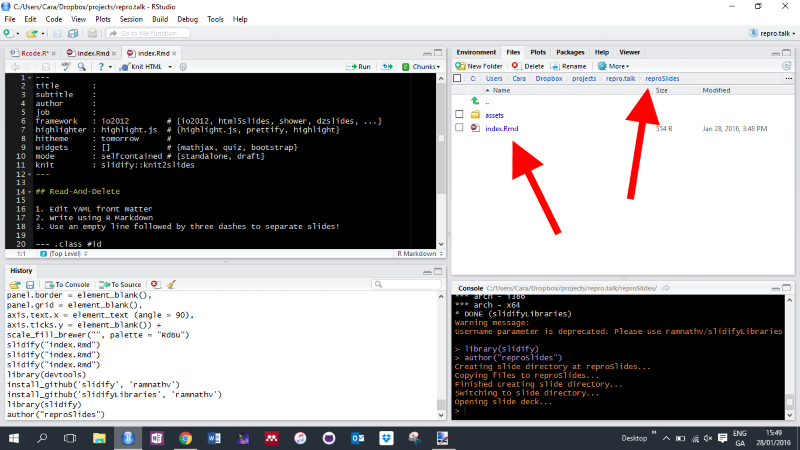 C:/Users/Cara/Dropbox/projects/repro.talk - RStudio
File Edit Code View Plots Session Build Debug Tools Help
Go to file/function
repro.talk
Rcode.R* index.Rmd index.Rmd
ABC Knit HTML Run Chunks
1 ---
2 title :
3 subtitle :
4 author :
5 job :
6 framework : io2012 # {io2012, html5slides, shower, dzslides, ...}
7 highlighter : highlight.js # {highlight.js, prettify, highlight}
8 hitheme : tomorrow #
9 widgets : [] # {mathjax, quiz, bootstrap}
10 mode : selfcontained # {standalone, draft}
11 knit : slidify::knit2slides
12 ---
13
14 ## Read-And-Delete
15
16 1. Edit YAML front matter
17 2. Write using R Markdown
18 3. Use an empty line followed by three dashes to separate slides!
19
20 --- .class #id
1:1 (Top Level) R Markdown
History
To Console To Source
panel.border = element_blank(),
panel.grid = element_blank(),
axis.text.x = element_text (angle = 90),
axis.ticks.y = element_blank()) +
scale_fill_brewer("", palette = "RdBu")
slidify("index.Rmd")
slidify("index.Rmd")
slidify("index.Rmd")
library(devtools)
install_github('slidify', 'ramnathv')
install_github('slidifyLibraries', 'ramnathv')
library(slidify)
author("reproSlides")
Environment Files Plots Packages Help Viewer
New Folder Delete Rename More
C: Users Cara Dropbox projects repro.talk reproSlides ...
Name Size Modified
..
assets
index.Rmd 554 B Jan 28, 2016, 3:48 PM
Console C:/Users/Cara/Dropbox/projects/repro.talk/reproSlides/
*** arch - i386
*** arch - x64
* DONE (slidifyLibraries)
Warning message:
Username parameter is deprecated. Please use ramnathv/slidifyLibraries
> library(slidify)
> author("reproSlides")
Creating slide directory at reproSlides...
Copying files to reproSlides...
Finished creating slide directory...
Switching to slide directory...
Opening slide deck...
>
Desktop
ENG
GA
15:49
28/01/2016